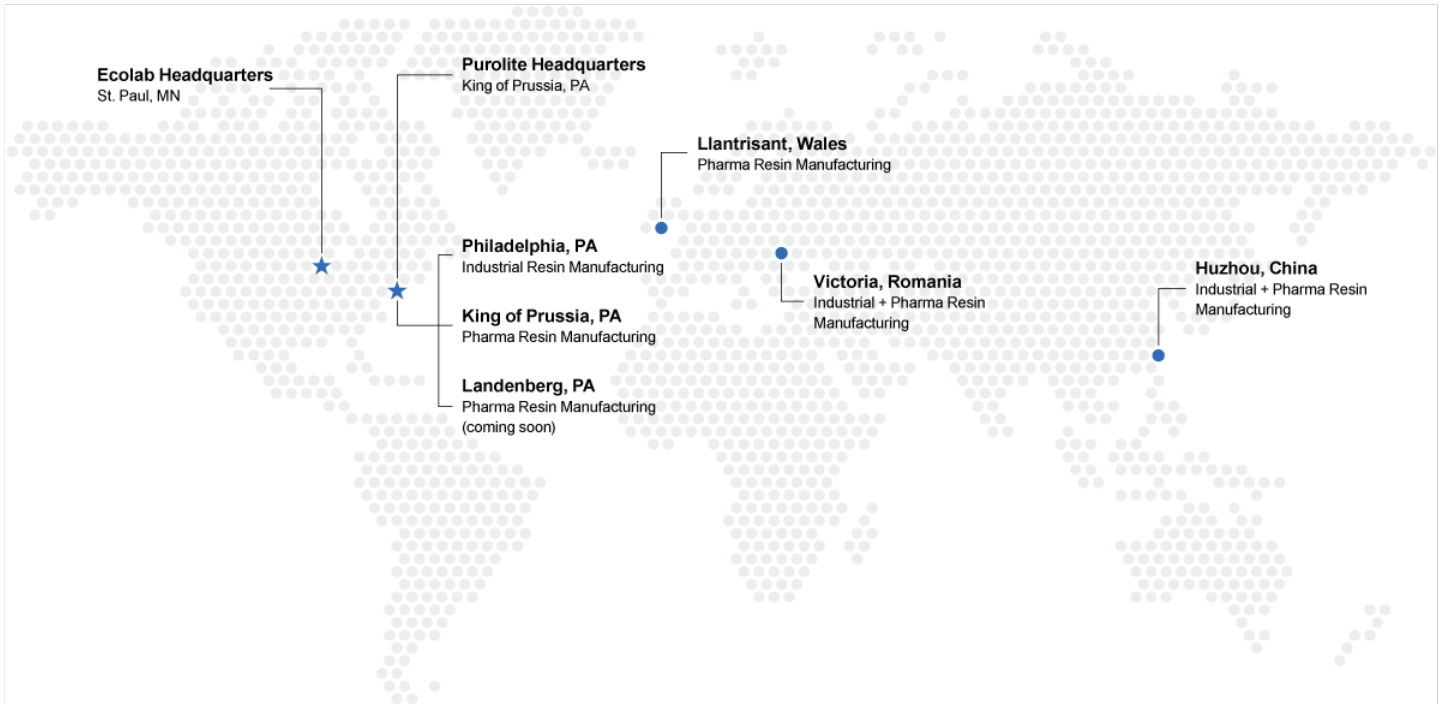 Ecolab Headquarters
St. Paul, MN
Purolite Headquarters
King of Prussia, PA
Llantrisant, Wales
Pharma Resin Manufacturing
Philadelphia, PA
Industrial Resin Manufacturing
King of Prussia, PA
Pharma Resin Manufacturing
Landenberg, PA
Pharma Resin Manufacturing
(coming soon)
Victoria, Romania
Industrial + Pharma Resin
Manufacturing
Huzhou, China
Industrial + Pharma Resin
Manufacturing